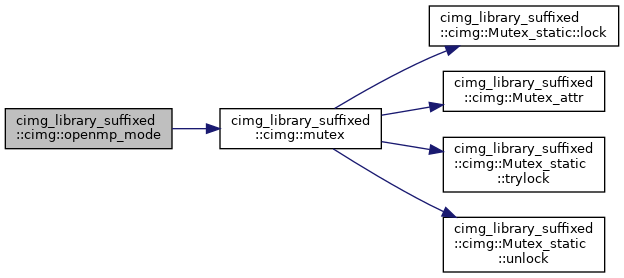 cimg_library_suffixed
::cimg::openmp_mode
cimg_library_suffixed
::cimg::mutex
cimg_library_suffixed
::cimg::Mutex_static::lock
cimg_library_suffixed
::cimg::Mutex_attr
cimg_library_suffixed
::cimg::Mutex_static
::trylock
cimg_library_suffixed
::cimg::Mutex_static
::unlock